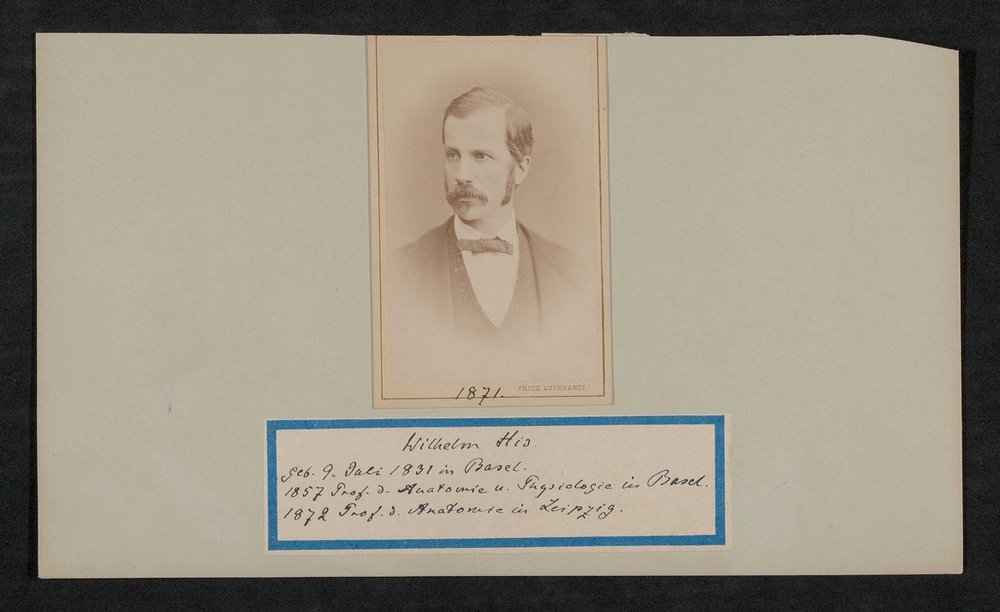 1871.
FRITZ LUCKHARDT
Wilhelm His.
geb. 9. Juli 1831 in Basel.
1857 Prof. d. Anatomie u. Physiologie in Basel.
1872 Prof. d. Anatomie in Leipzig.